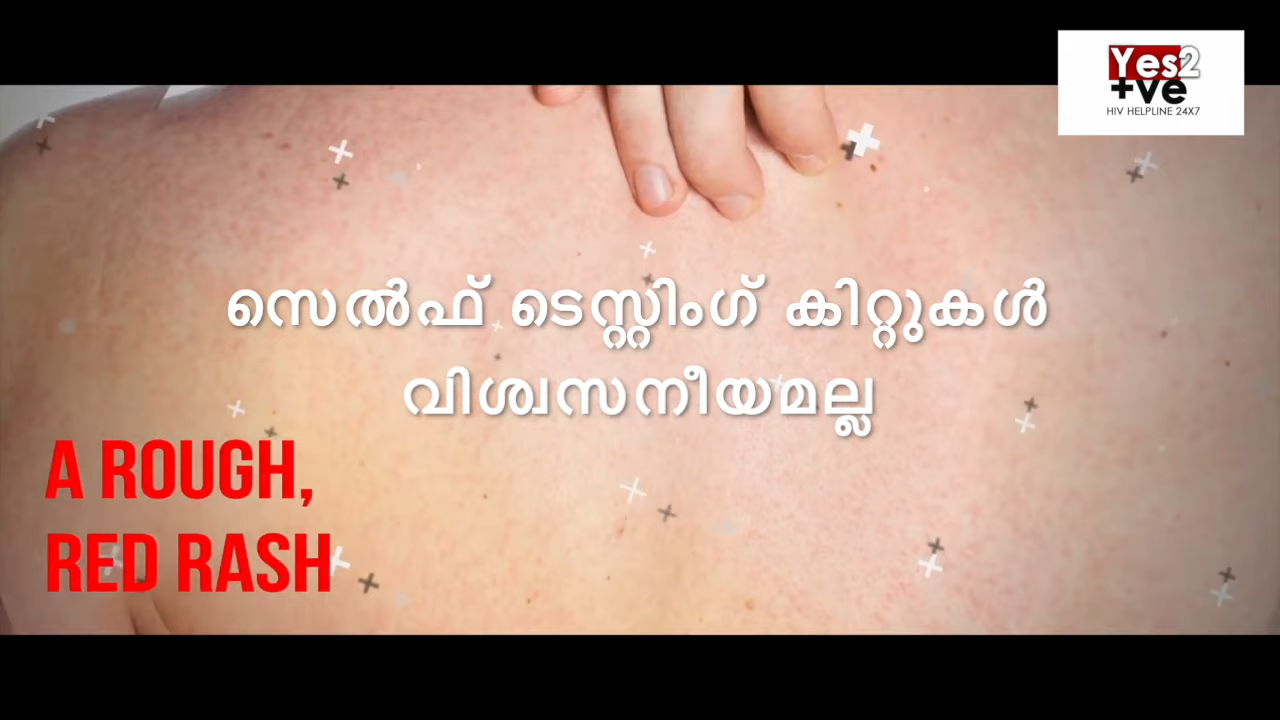 Yes2
+ve
HIV HELPLINE 24X7
സെൽഫ് ടെസ്റ്റിംഗ് കിറ്റുകൾ
വിശ്വസനീയമല്ല
A ROUGH,
RED RASH